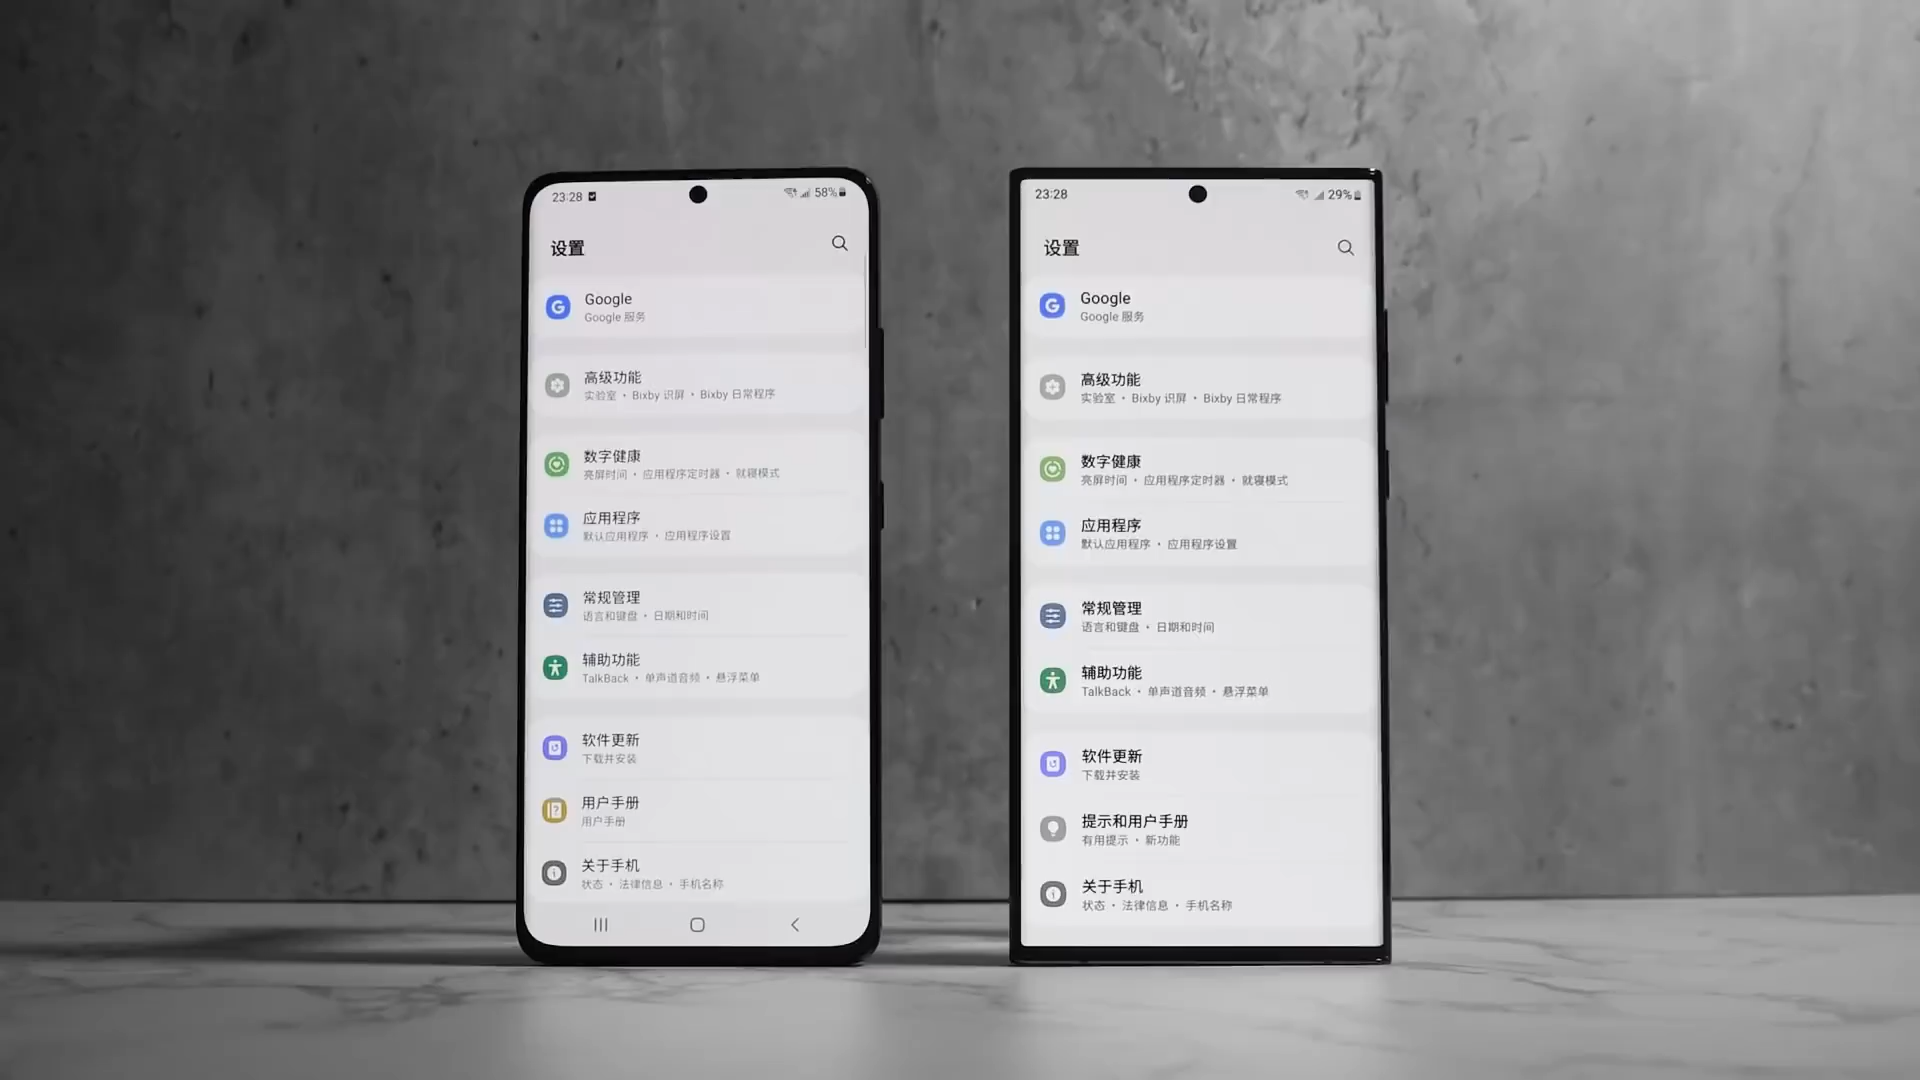 23:28
58%
设置
Google
Google 服务
高级功能
实验室 • Bixby 识屏 • Bixby 日常程序
数字健康
亮屏时间 • 应用程序定时器 • 就寝模式
应用程序
默认应用程序 • 应用程序设置
常规管理
语言和键盘 • 日期和时间
辅助功能
TalkBack • 单声道音频 • 悬浮菜单
软件更新
下载并安装
用户手册
用户手册
关于手机
状态 • 法律信息 • 手机名称
23:28
29%
设置
Google
Google 服务
高级功能
实验室 • Bixby 识屏 • Bixby 日常程序
数字健康
亮屏时间 • 应用程序定时器 • 就寝模式
应用程序
默认应用程序 • 应用程序设置
常规管理
语言和键盘 • 日期和时间
辅助功能
TalkBack • 单声道音频 • 悬浮菜单
软件更新
下载并安装
提示和用户手册
有用提示 • 新功能
关于手机
状态 • 法律信息 • 手机名称